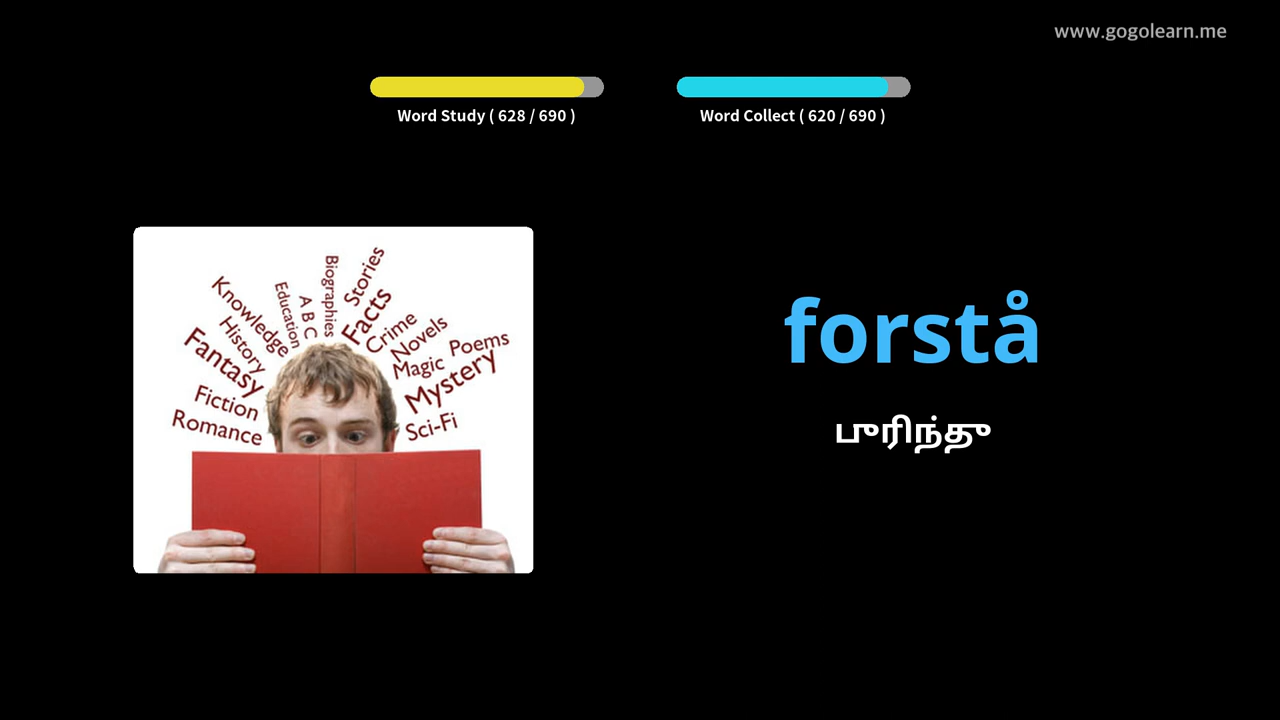 www.gogolearn.me
Word Study ( 628 / 690 )
Word Collect ( 620 / 690 )
forstå
புரிந்து
Knowledge
History
Fantasy
Fiction
Romance
Education
A B C
Biographies
Stories
Facts
Crime
Novels
Magic
Poems
Mystery
Sci-Fi